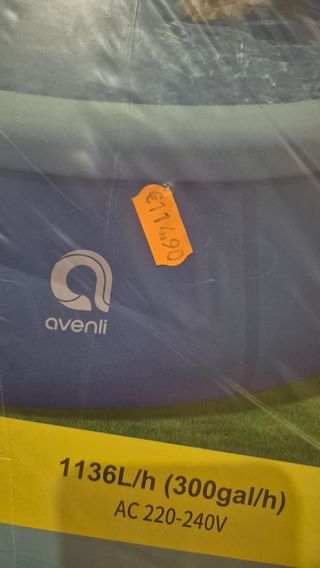 €114,90
avenli
1136L/h (300gal/h)
AC 220-240V